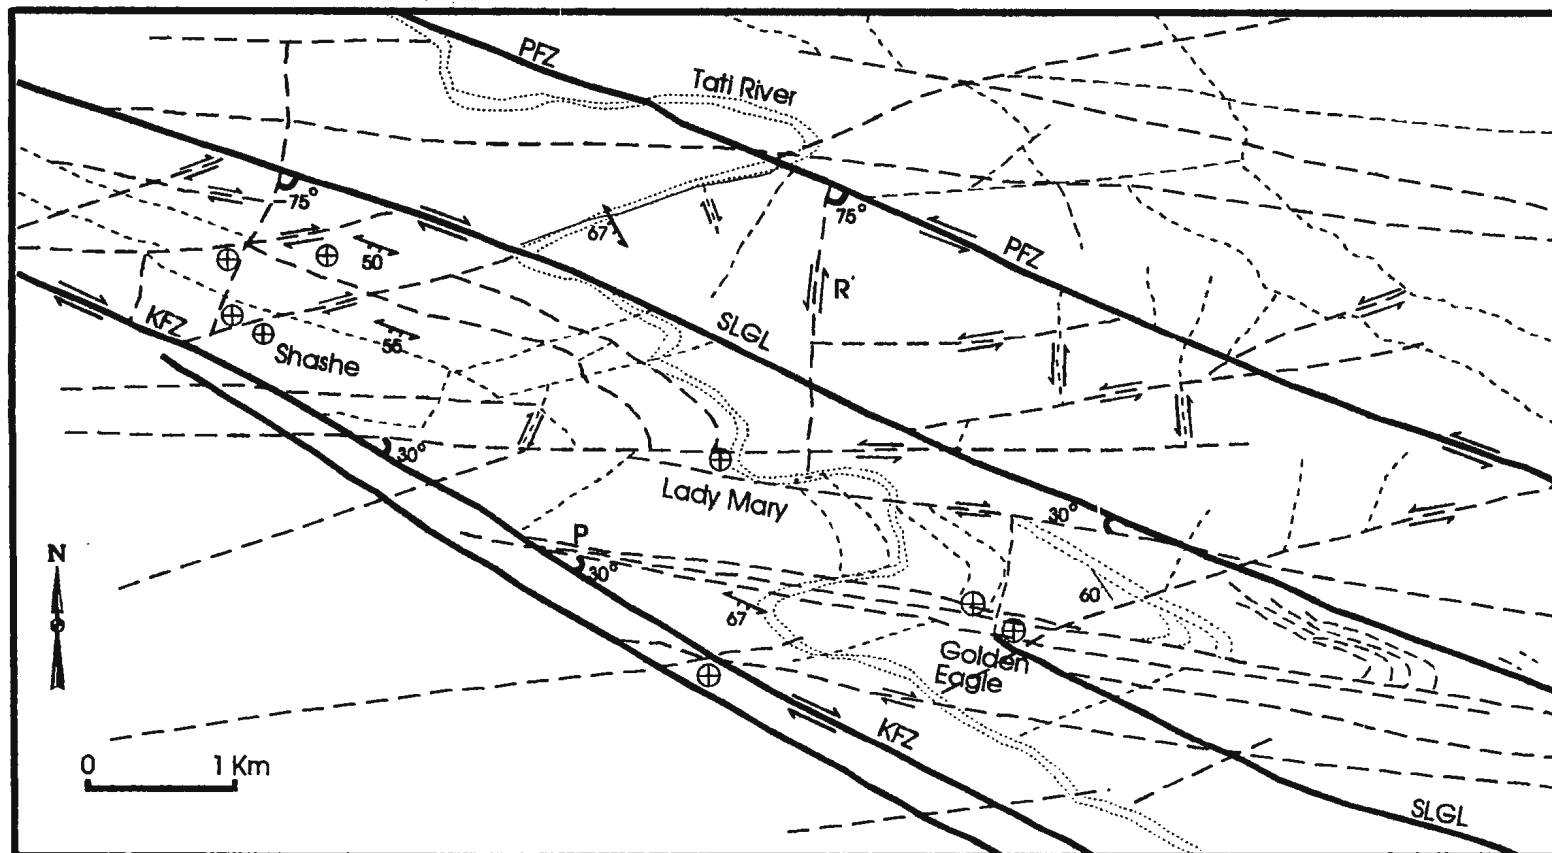 PFZ
Tati River
75°
67
50
75°
PFZ
R'
KFZ
SLGL
55
Shashe
30°
Lady Mary
30°
P
30°
N
60
67
Golden
Eagle
KFZ
0 1 Km
SLGL